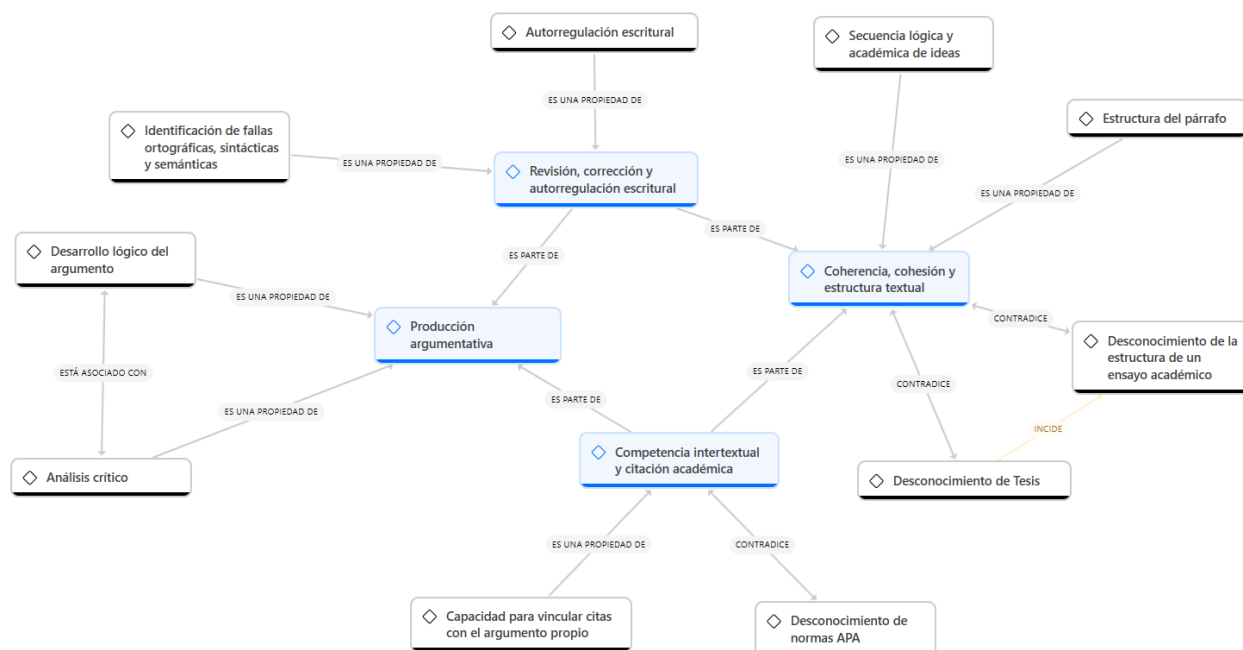 Autorregulación escritural
Secuencia lógica y
académica de ideas
ES UNA PROPIEDAD DE
Estructura del párrafo
Identificación de fallas
ortográficas, sintácticas
y semánticas
ES UNA PROPIEDAD DE
Revisión, corrección y
autorregulación escritural
ES UNA PROPIEDAD DE
ES UNA PROPIEDAD DE
ES PARTE DE
Desarrollo lógico del
argumento
ES PARTE DE
Coherencia, cohesión y
estructura textual
ES UNA PROPIEDAD DE
CONTRADICE
Producción
argumentativa
Desconocimiento de la
estructura de un
ensayo académico
ESTÁ ASOCIADO CON
ES PARTE DE
CONTRADICE
ES UNA PROPIEDAD DE
ES PARTE DE
INCIDE
Competencia intertextual
y citación académica
Análisis crítico
Desconocimiento de Tesis
ES UNA PROPIEDAD DE
CONTRADICE
Capacidad para vincular citas
con el argumento propio
Desconocimiento de
normas APA